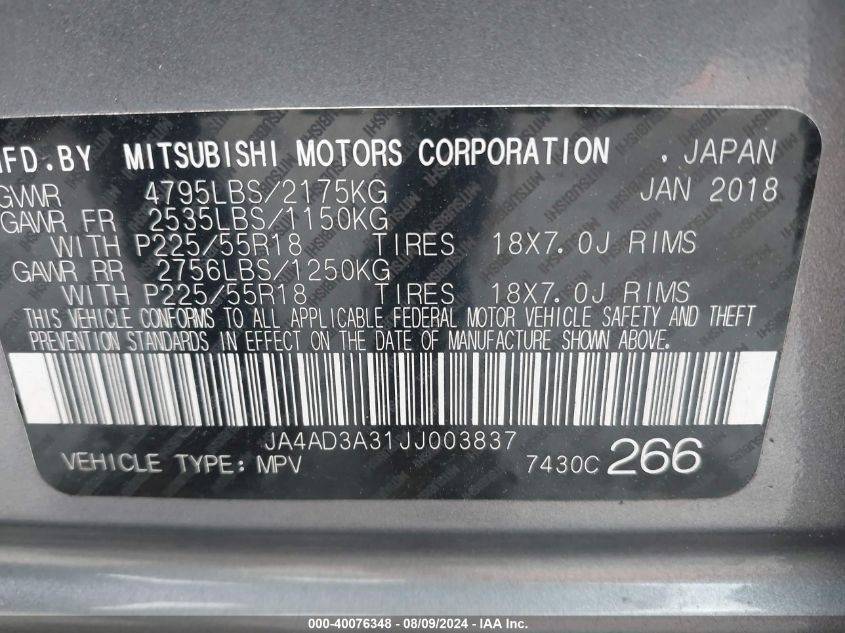 MFD.BY MITSUBISHI MOTORS CORPORATION . JAPAN
GVWR 4795LBS/2175KG JAN 2018
GAWR FR 2535LBS/1150KG
WITH P225/55R18 TIRES 18X7.0J RIMS
GAWR RR 2756LBS/1250KG
WITH P225/55R18 TIRES 18X7.0J RIMS
THIS VEHICLE CONFORMS TO ALL APPLICABLE FEDERAL MOTOR VEHICLE SAFETY AND THEFT
PREVENTION STANDARDS IN EFFECT ON THE DATE OF MANUFACTURE SHOWN ABOVE.
JA4AD3A31JJ003837
VEHICLE TYPE: MPV 7430C 266
000-40076348 - 08/09/2024 - IAA Inc.